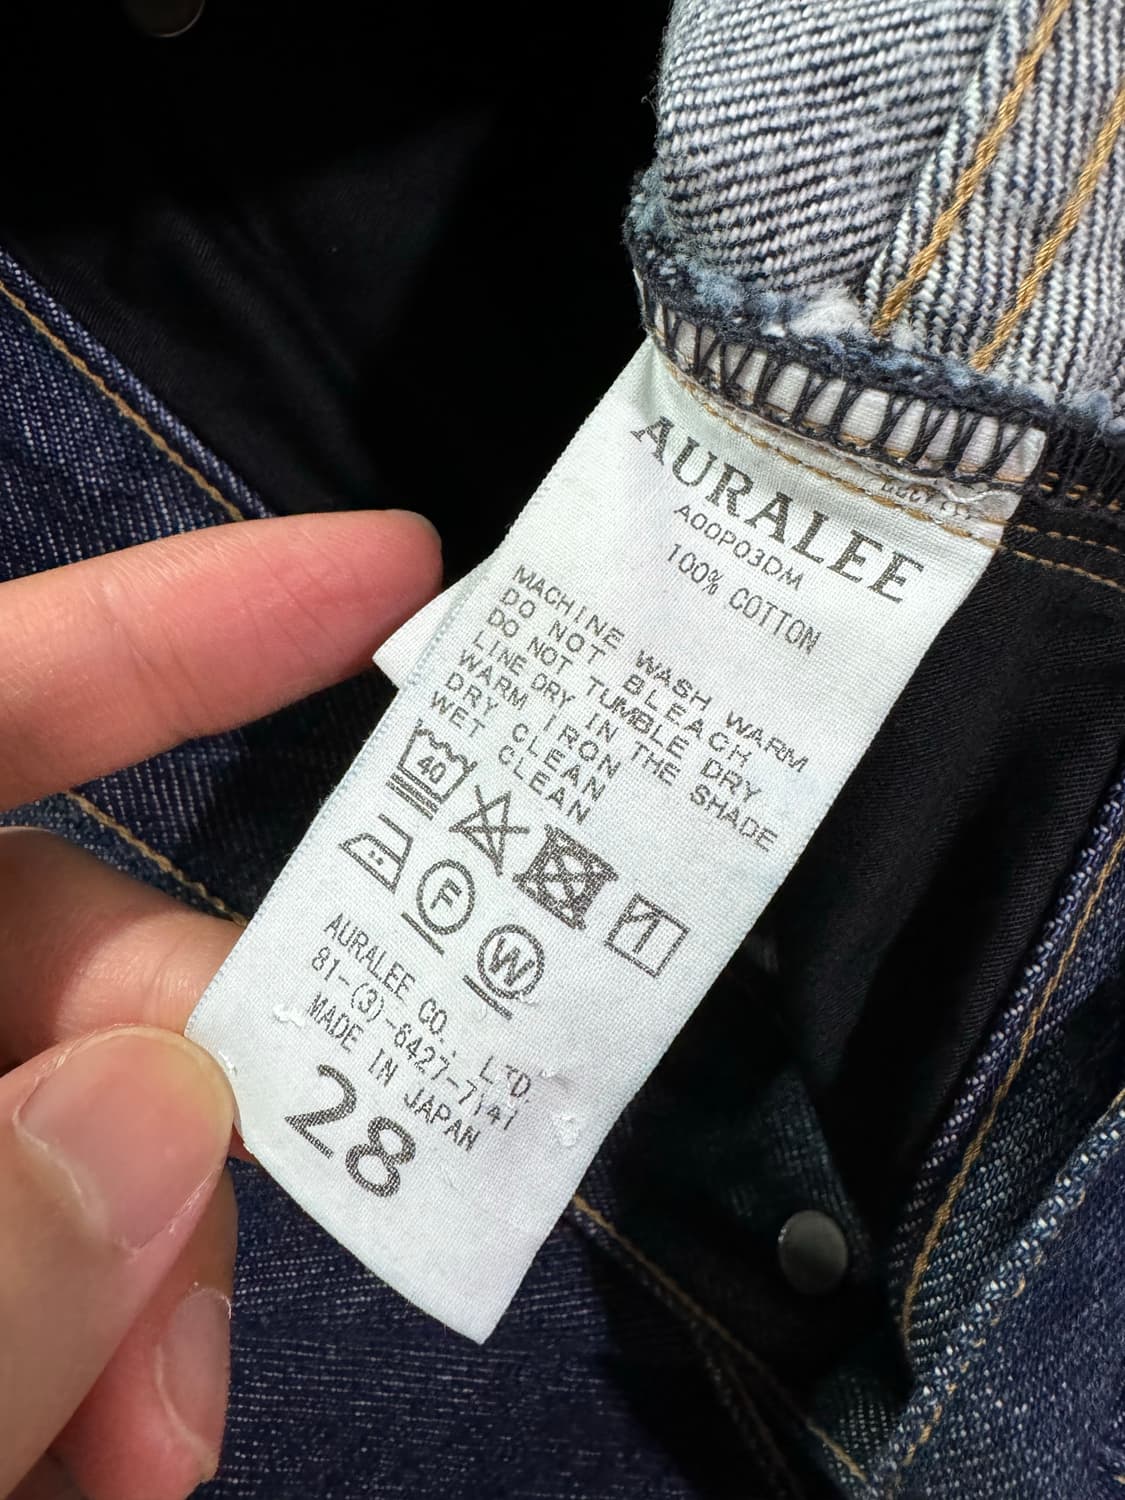 AURALEE
A00P03DM
100% COTTON
MACHINE WASH WARM
DO NOT BLEACH
DO NOT TUMBLE DRY
LINE DRY IN THE SHADE
WARM IRON
DRY CLEAN
WET CLEAN
40
F
W
AURALEE CO., LTD.
81-(3)-6427-7141
MADE IN JAPAN
28